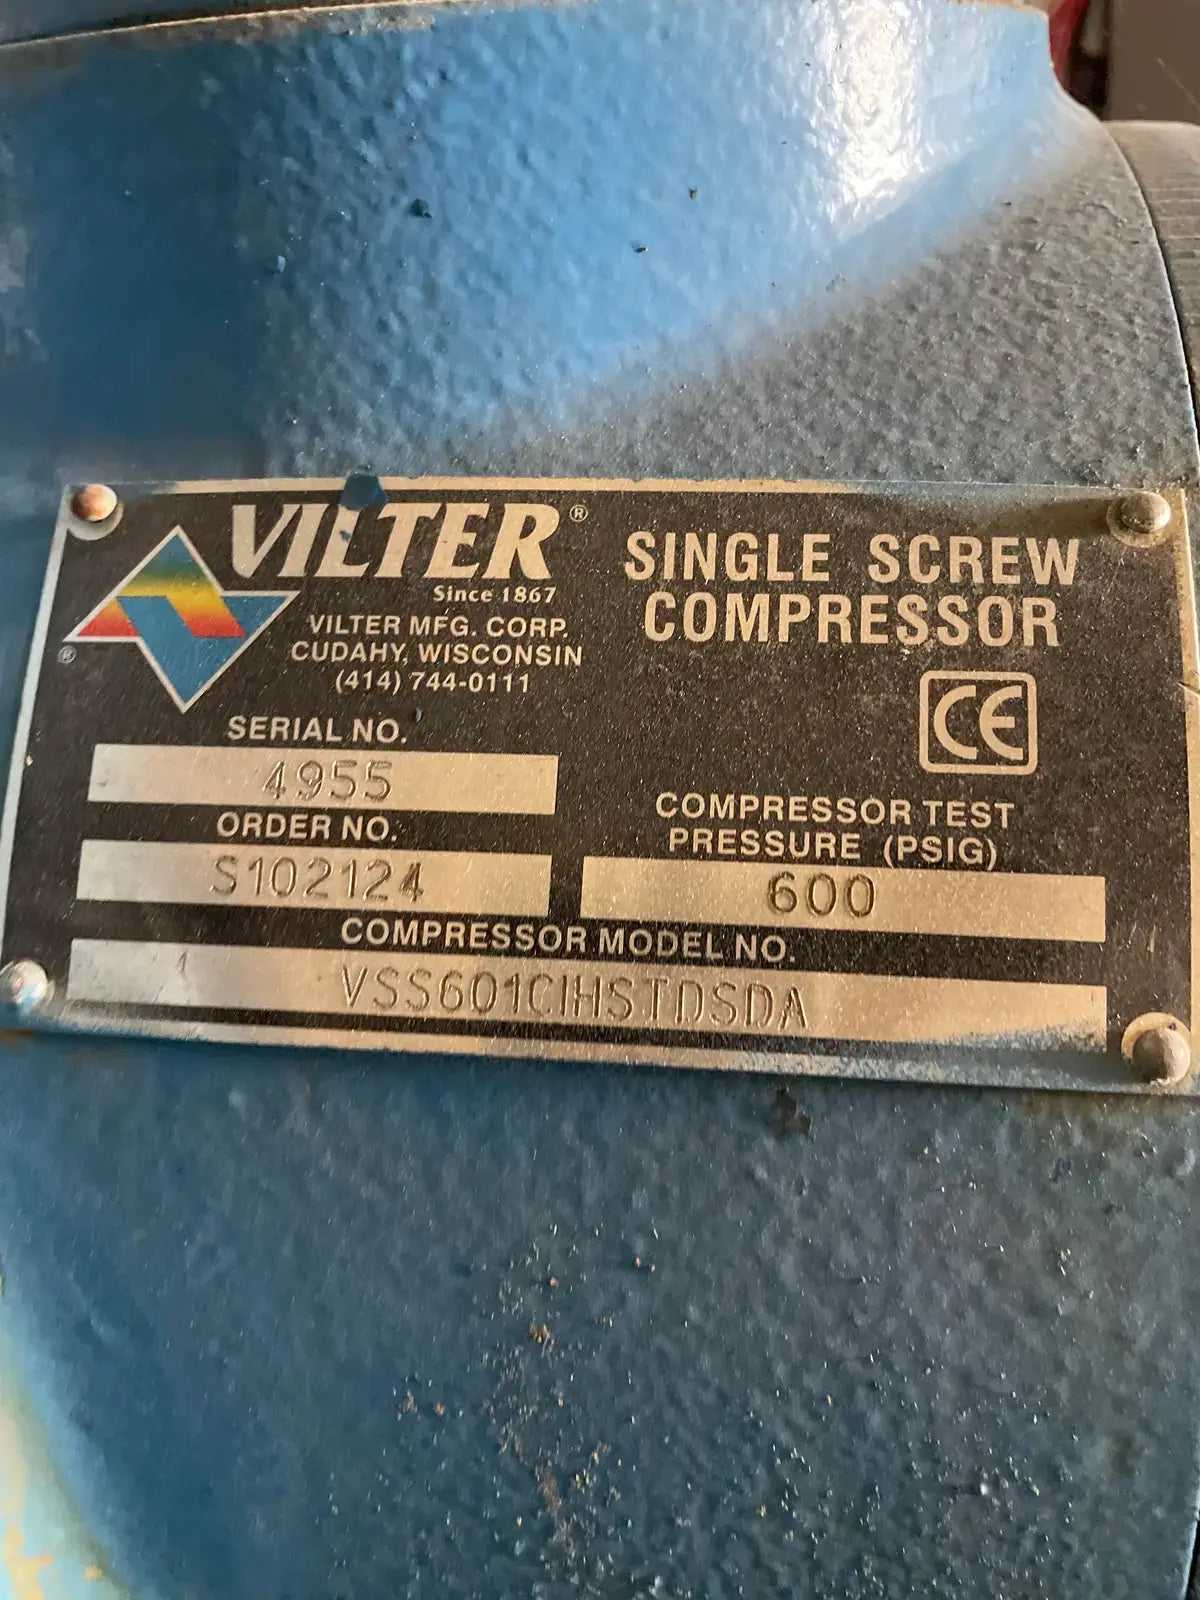 VILTER®
Since 1867
VILTER MFG. CORP.
CUDAHY, WISCONSIN
(414) 744-0111
®
SINGLE SCREW
COMPRESSOR
CE
SERIAL NO.
4955
ORDER NO.
S102124
COMPRESSOR TEST
PRESSURE (PSIG)
600
COMPRESSOR MODEL NO.
1 VSS601CIHSTDSDA